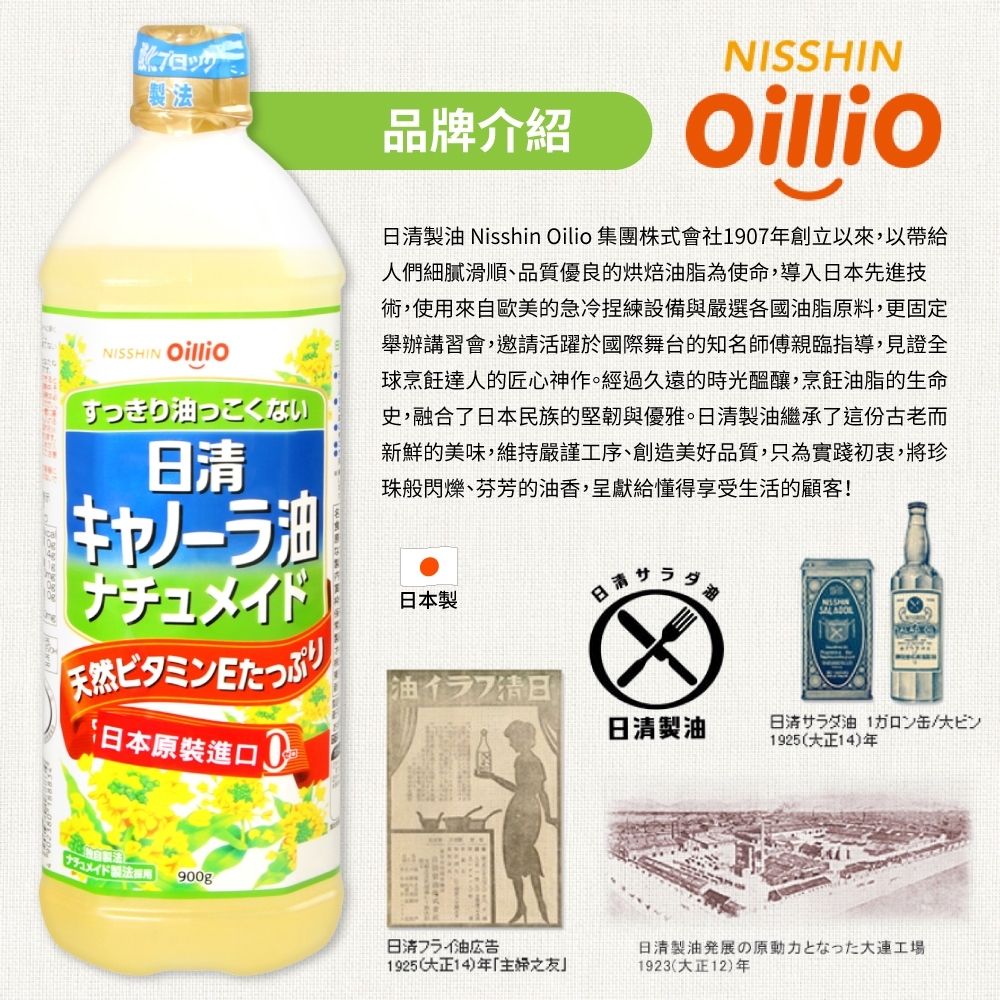 ブロック
製法
NISSHIN
OilliO
品牌介紹
日清製油 Nisshin Oilio 集團株式會社1907年創立以來,以帶給
人們細膩滑順、品質優良的烘焙油脂為使命,導入日本先進技
術,使用來自歐美的急冷捏練設備與嚴選各國油脂原料,更固定
舉辦講習會,邀請活躍於國際舞台的知名師傅親臨指導,見證全
球烹飪達人的匠心神作。經過久遠的時光醞釀,烹飪油脂的生命
史,融合了日本民族的堅韌與優雅。日清製油繼承了這份古老而
新鮮的美味,維持嚴謹工序、創造美好品質,只為實踐初衷,將珍
珠般閃爍、芬芳的油香,呈獻給懂得享受生活的顧客!
NISSHIN OilliO
すっきり油っこくない
日清
キャノーラ油
ナチュメイド
天然ビタミンEたっぷり
日本原裝進口
独自製法
ナチュメイド製法採用
900g
日本製
日清サラダ油
日清製油
NISSHIN
SALADOIL
日清サラダ油 1ガロン缶/大ビン
1925(大正14)年
油イラフ清日
日清フライ油広告
1925(大正14)年「主婦之友」
日清製油発展の原動力となった大連工場
1923(大正12)年